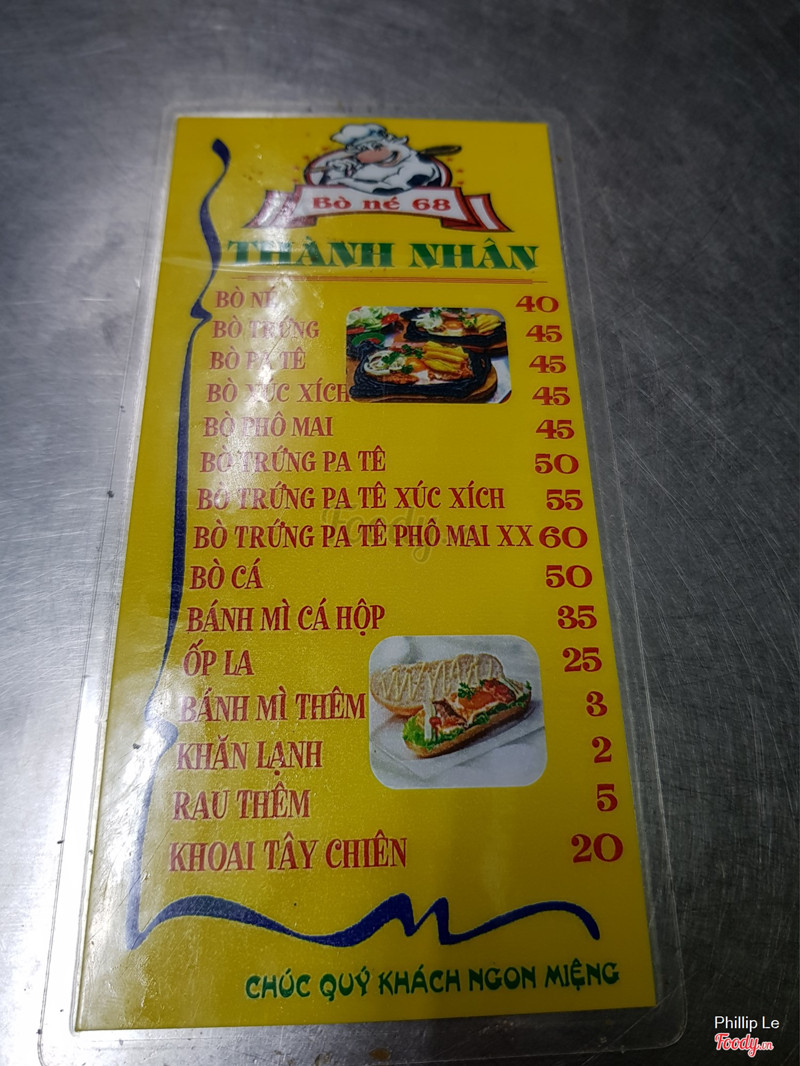 Bò né 68
THÀNH NHÂN
BÒ NÉ 40
BÒ TRỨNG 45
BÒ PA TÊ 45
BÒ XÚC XÍCH 45
BÒ PHÔ MAI 45
BÒ TRỨNG PA TÊ 50
BÒ TRỨNG PA TÊ XÚC XÍCH 55
BÒ TRỨNG PA TÊ PHÔ MAI XX 60
BÒ CÁ 50
BÁNH MÌ CÁ HỘP 35
ỐP LA 25
BÁNH MÌ THÊM 3
KHĂN LẠNH 2
RAU THÊM 5
KHOAI TÂY CHIÊN 20
CHÚC QUÝ KHÁCH NGON MIỆNG
Foody
Phillip Le
Foody.vn